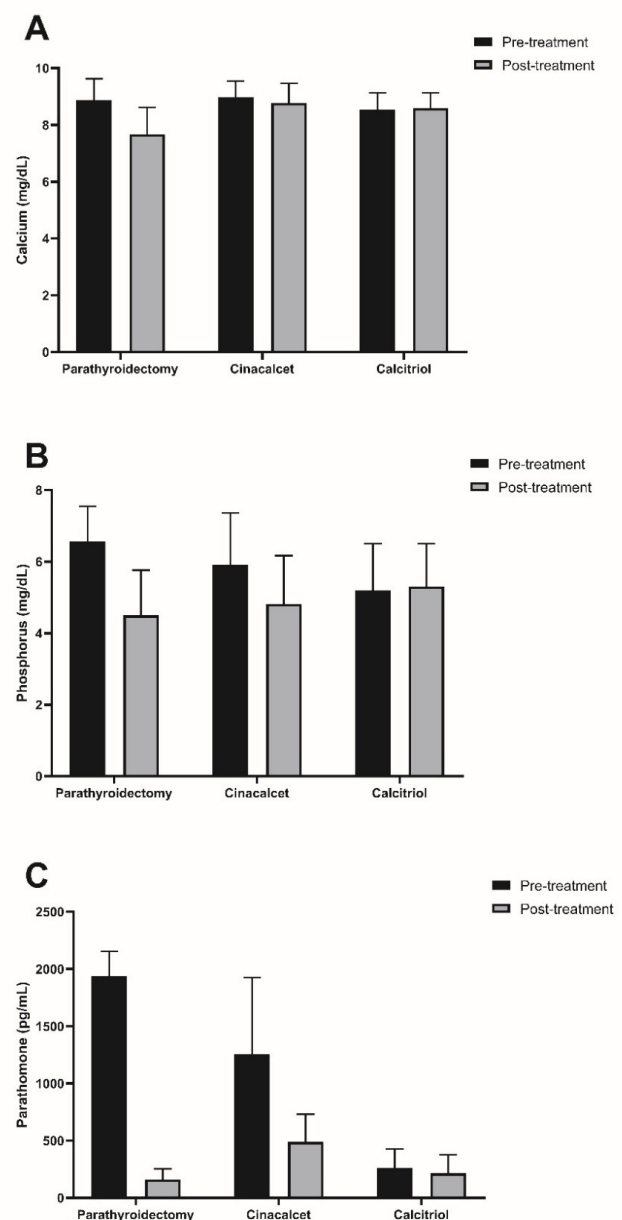 A
Pre-treatment
Post-treatment
Calcium (mg/dL)
10
8
6
4
2
0
Parathyroidectomy Cinacalcet Calcitriol
B
Pre-treatment
Post-treatment
Phosphorus (mg/dL)
8
6
4
2
0
Parathyroidectomy Cinacalcet Calcitriol
C
Pre-treatment
Post-treatment
Parathomone (pg/mL)
2500
2000
1500
1000
500
0
Parathyroidectomy Cinacalcet Calcitriol